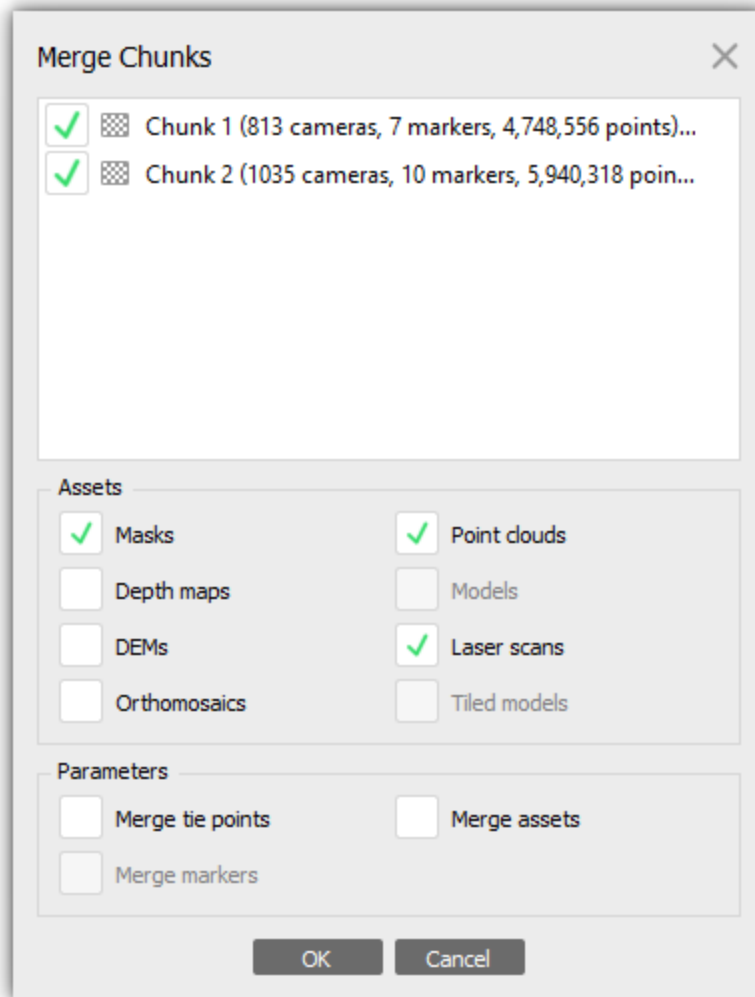 Merge Chunks
Chunk 1 (813 cameras, 7 markers, 4,748,556 points)...
Chunk 2 (1035 cameras, 10 markers, 5,940,318 poin...
Assets
Masks
Point clouds
Depth maps
Models
DEMs
Laser scans
Orthomosaics
Tiled models
Parameters
Merge tie points
Merge assets
Merge markers
OK
Cancel